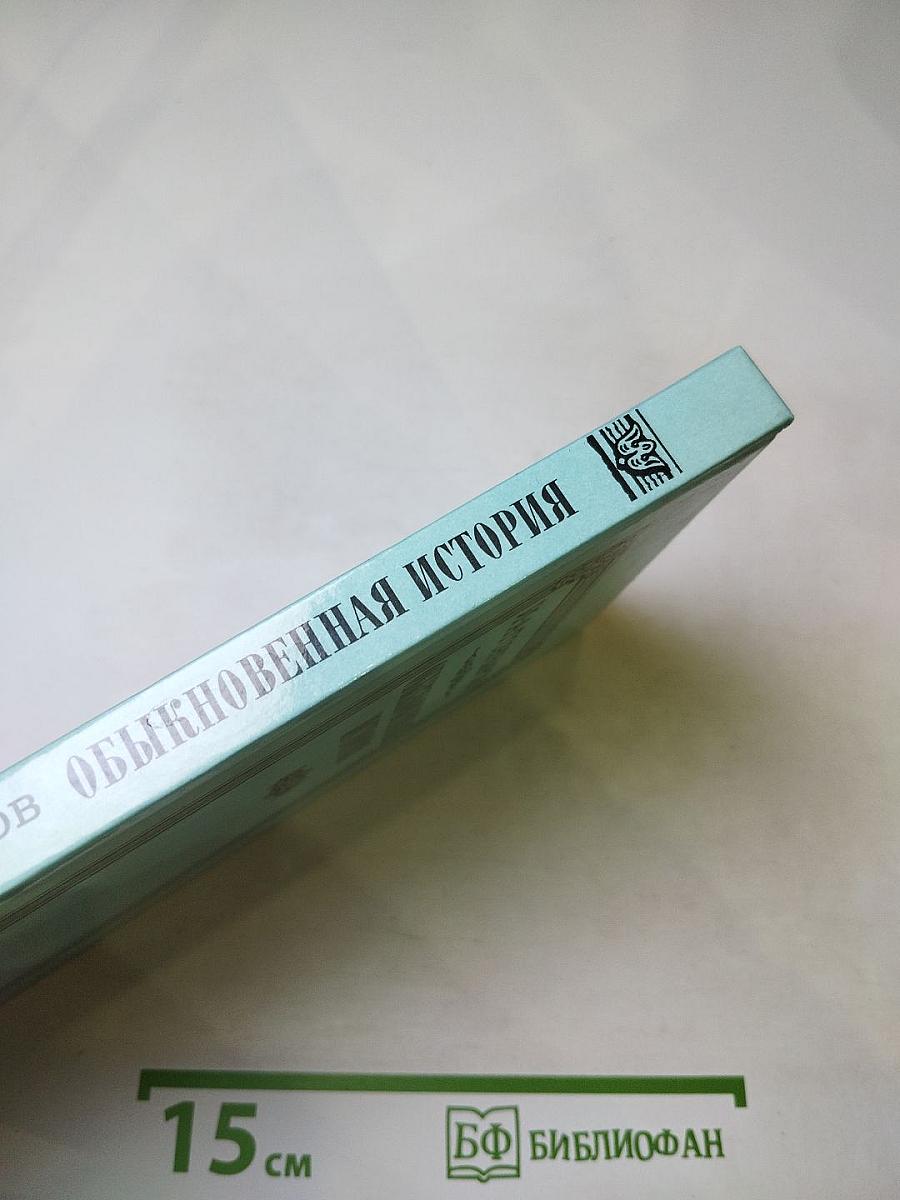 ОВ ОБЫКНОВЕННАЯ ИСТОРИЯ
15 см
БФ БИБЛИОФАН